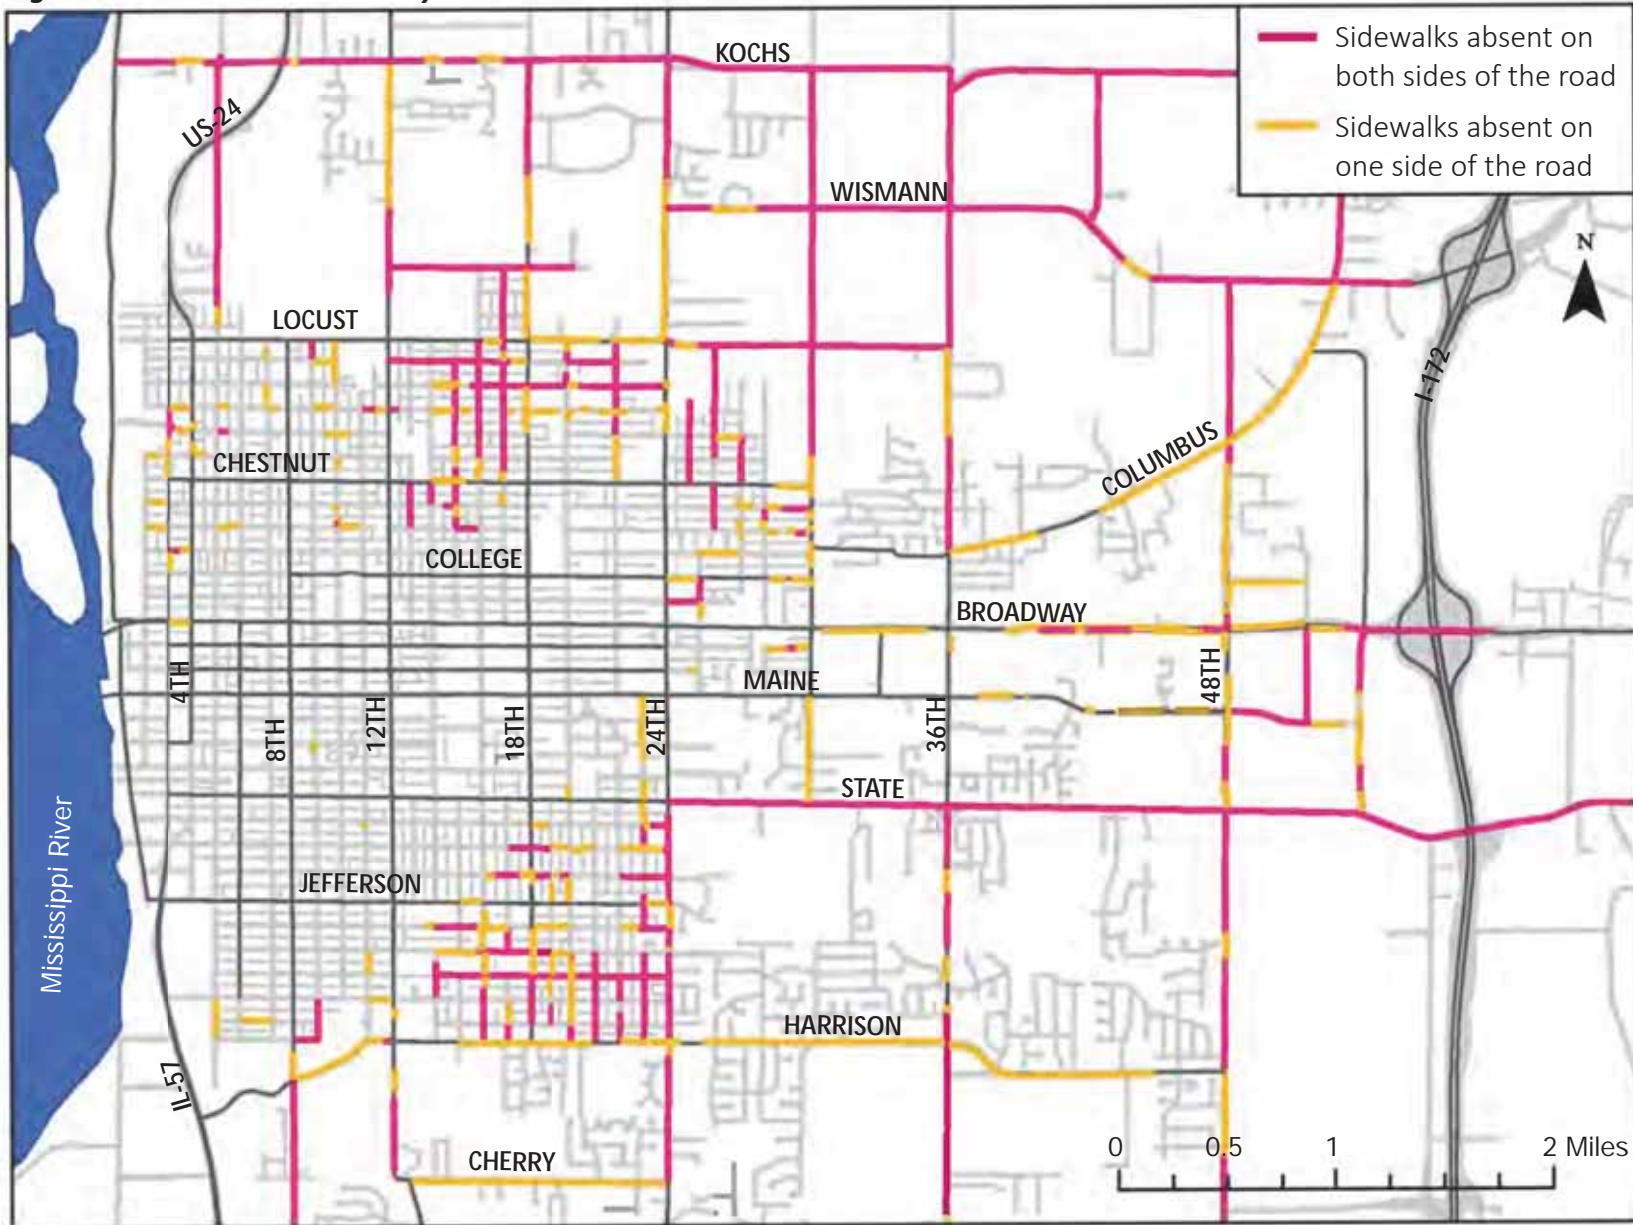 Sidewalks absent on
both sides of the road
Sidewalks absent on
one side of the road
KOCHS
US-24
WISMANN
N
LOCUST
I-172
COLUMBUS
CHESTNUT
COLLEGE
BROADWAY
4TH
MAINE
48TH
8TH
12TH
18TH
24TH
36TH
STATE
Mississippi River
JEFFERSON
HARRISON
IL-57
CHERRY
0 0.5 1 2 Miles